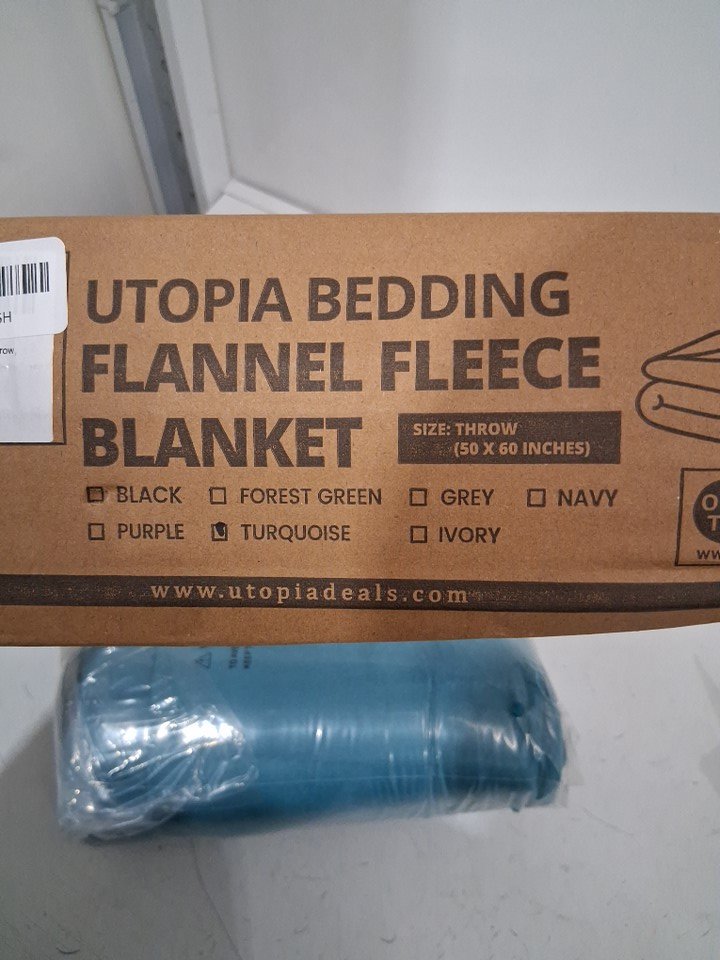 UTOPIA BEDDING
FLANNEL FLEECE
BLANKET
SIZE: THROW
(50 X 60 INCHES)
BLACK FOREST GREEN GREY NAVY
PURPLE TURQUOISE IVORY
www.utopiadeals.com